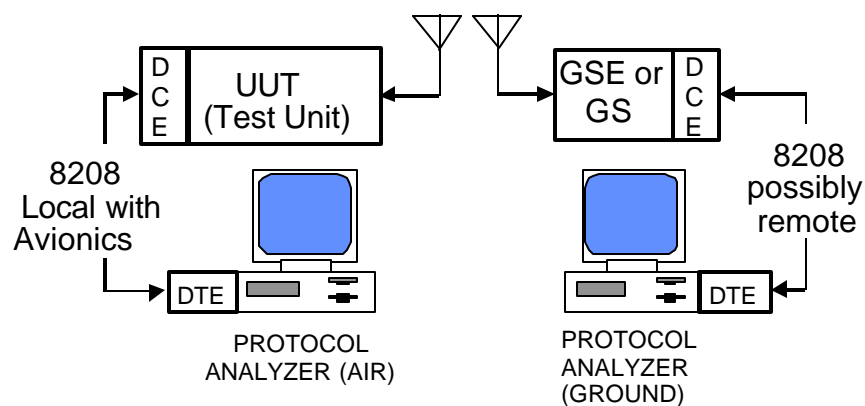 D
C
E
UUT
(Test Unit)
GSE or
GS
D
C
E
8208
Local with
Avionics
8208
possibly
remote
DTE
DTE
PROTOCOL
ANALYZER (AIR)
PROTOCOL
ANALYZER
(GROUND)